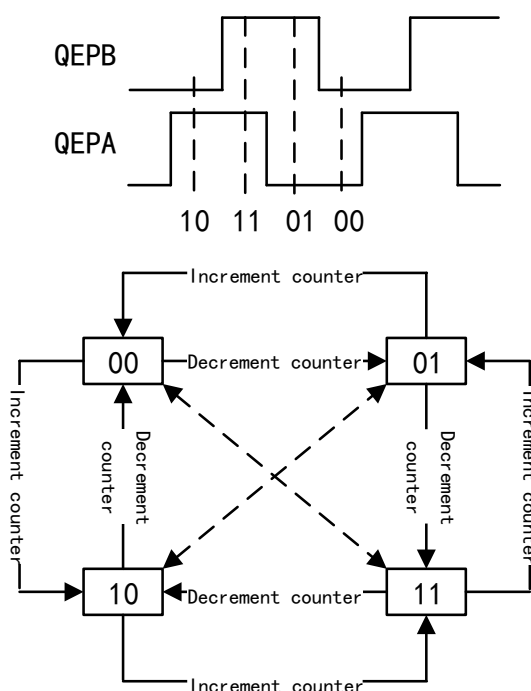 QEPB
QEPA
10 11 01 00
Increment counter
00
Decrement counter
01
Increment counter
Decrement
counter
Decrement
counter
Increment counter
10
Decrement counter
11
Increment counter